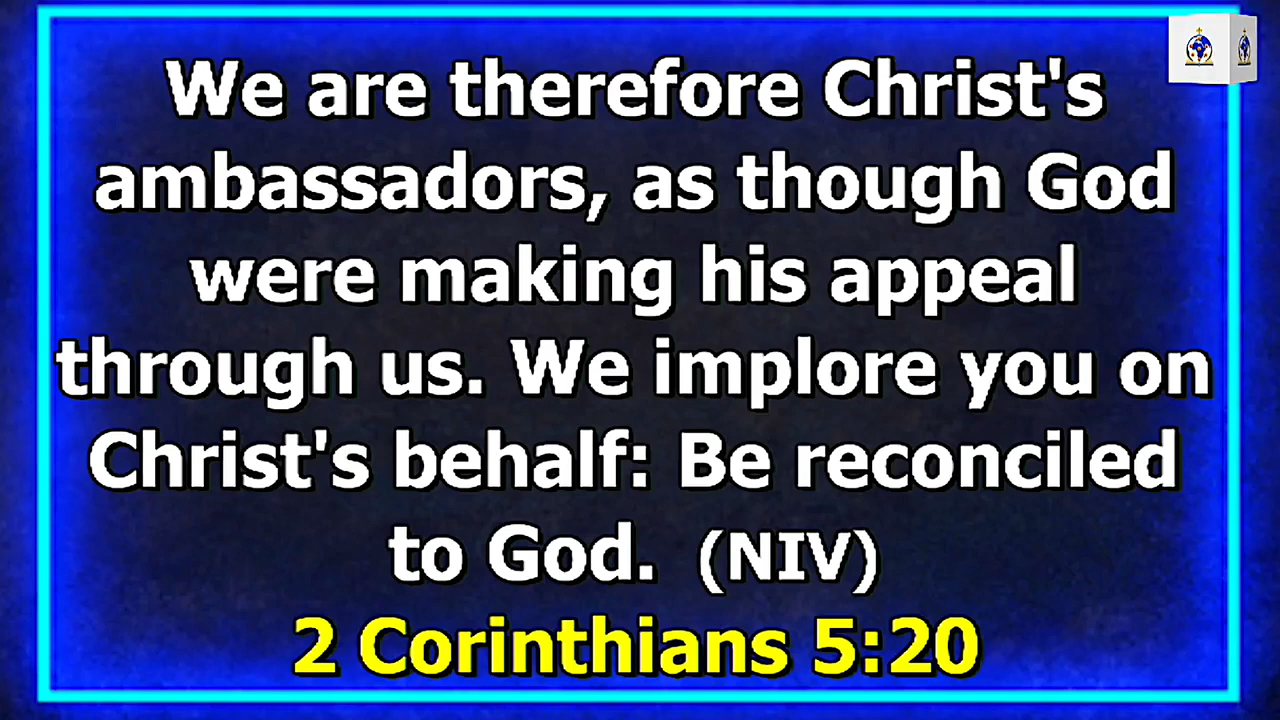 We are therefore Christ's
ambassadors, as though God
were making his appeal
through us. We implore you on
Christ's behalf: Be reconciled
to God. (NIV)
2 Corinthians 5:20